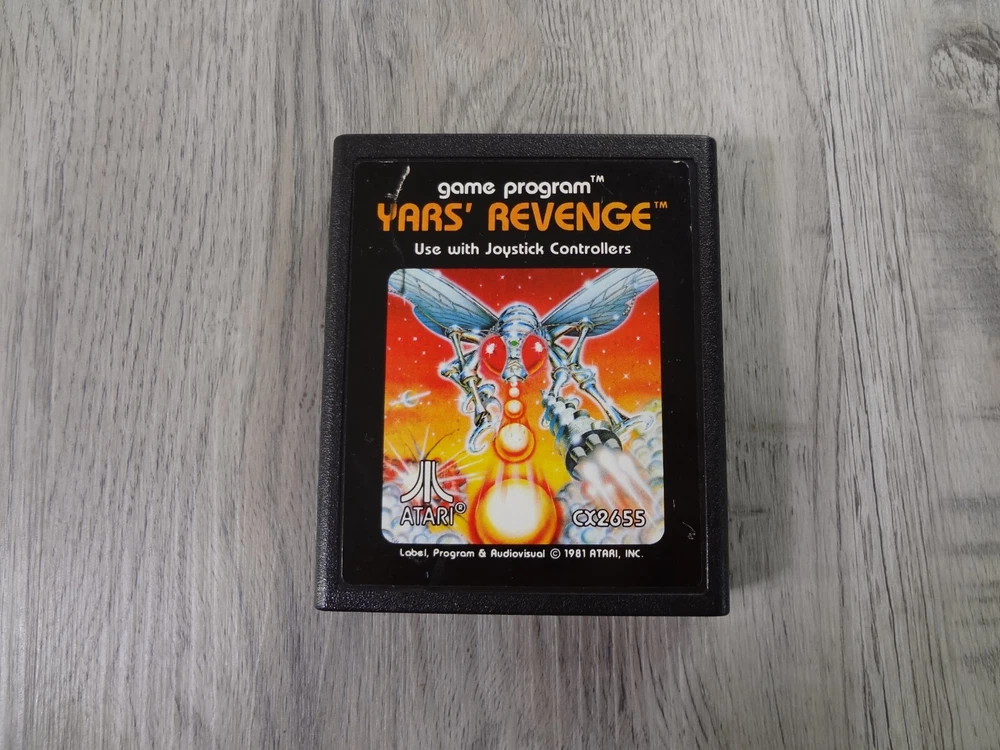 game program™
YARS' REVENGE™
Use with Joystick Controllers
ATARI®
CX2655
Label, Program & Audiovisual © 1981 ATARI, INC.